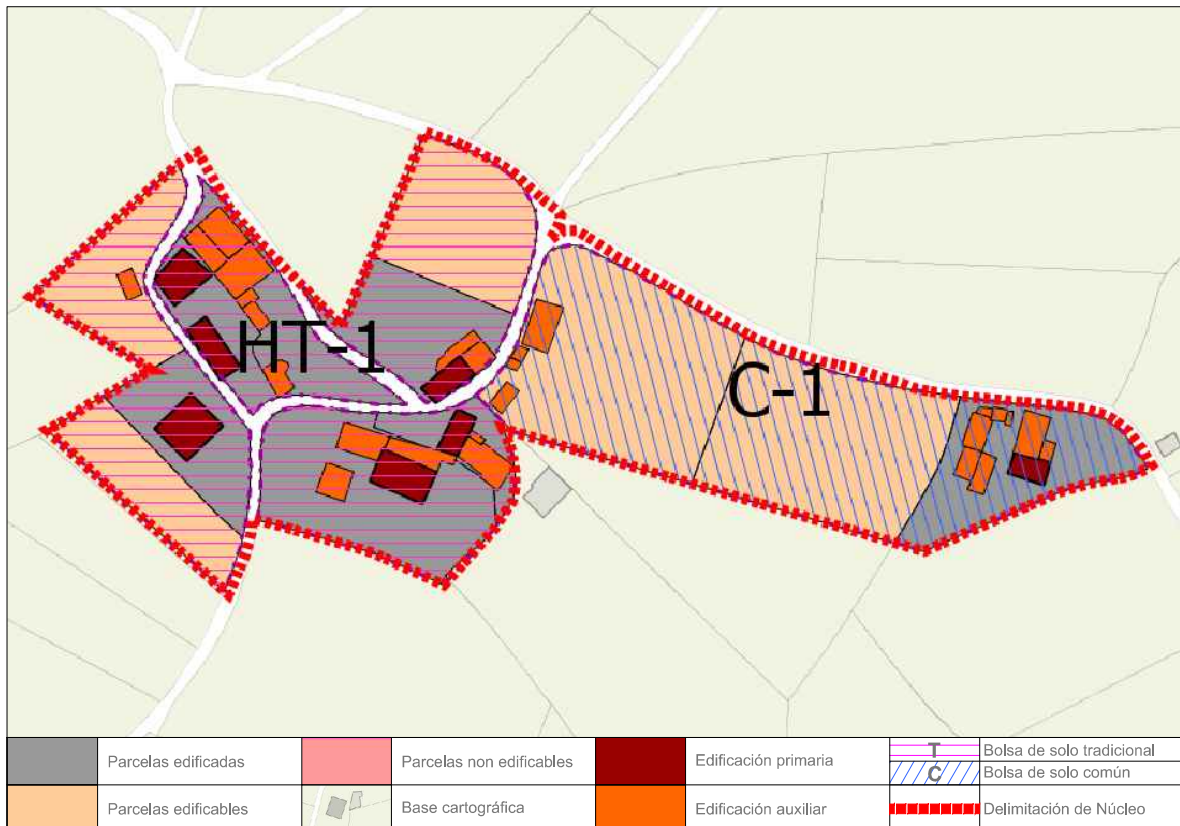 HT-1
C-1
Parcelas edificadas
Parcelas non edificables
Edificación primaria
T
Bolsa de solo tradicional
C
Bolsa de solo común
Parcelas edificables
Base cartográfica
Edificación auxiliar
Delimitación de Núcleo